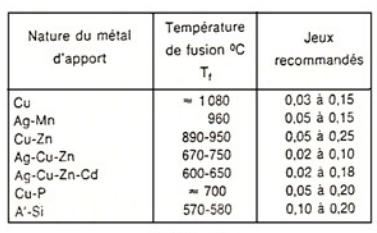 Nature du métal d'apport | Température de fusion ºC Tf | Jeux recommandés
Cu | ≈ 1080 | 0,03 à 0,15
Ag-Mn | 960 | 0,05 à 0,15
Cu-Zn | 890-950 | 0,05 à 0,25
Ag-Cu-Zn | 670-750 | 0,02 à 0,10
Ag-Cu-Zn-Cd | 600-650 | 0,02 à 0,18
Cu-P | ≈ 700 | 0,05 à 0,20
A'-Si | 570-580 | 0,10 à 0,20